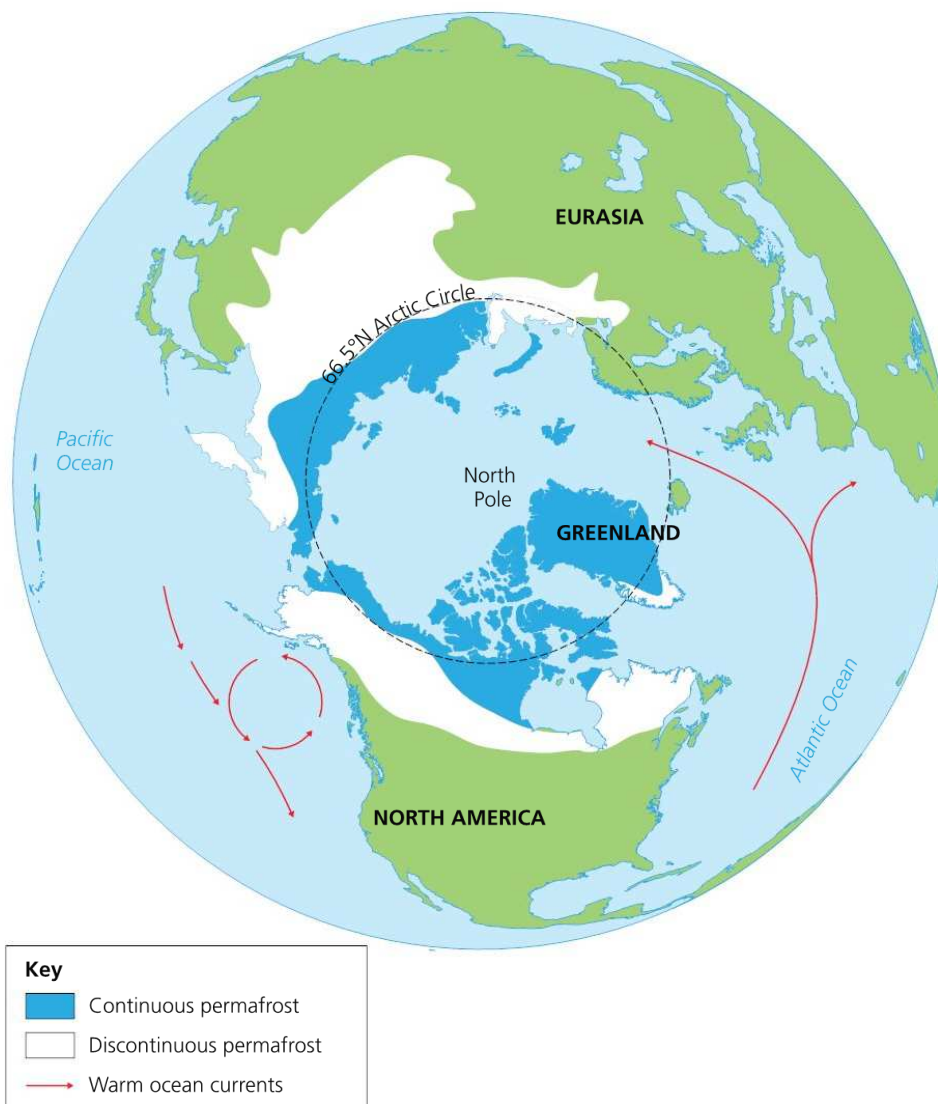 EURASIA
66.5°N Arctic Circle
Pacific
Ocean
North
Pole
GREENLAND
Atlantic Ocean
NORTH AMERICA
Key
Continuous permafrost
Discontinuous permafrost
Warm ocean currents